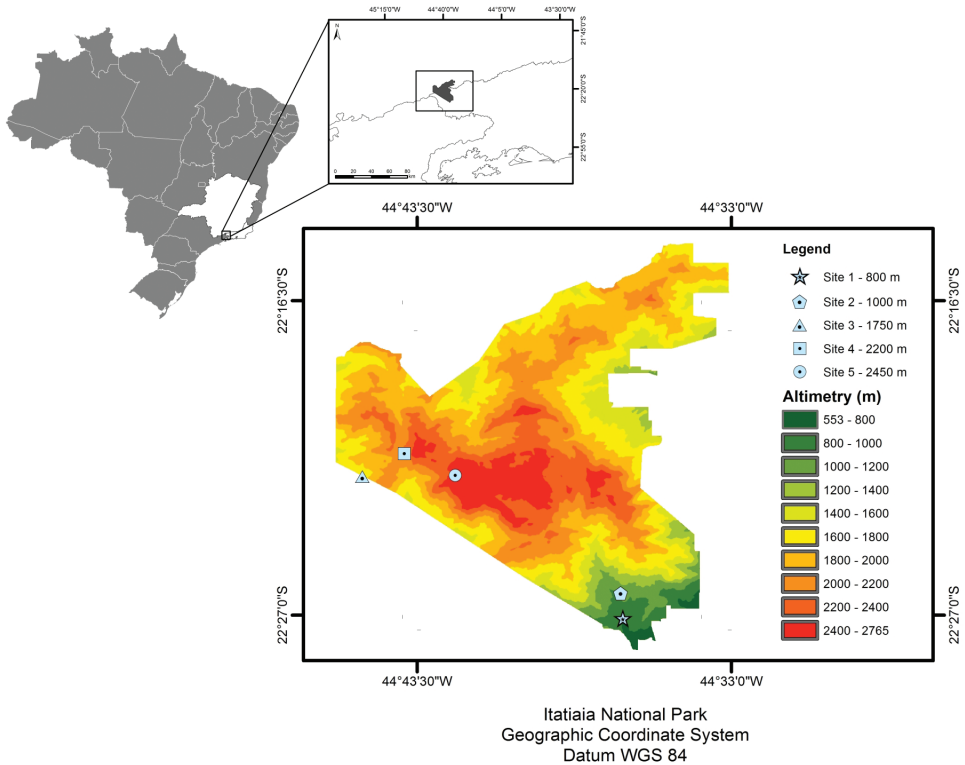 45°15'0"W 44°40'0"W 44°5'0"W 43°30'0"W
N
21°45'0"S
22°20'0"S
22°55'0"S
0 20 40 60 80
km
44°43'30"W 44°33'0"W
22°16'30"S 22°16'30"S
22°27'0"S 22°27'0"S
Legend
Site 1 - 800 m
Site 2 - 1000 m
Site 3 - 1750 m
Site 4 - 2200 m
Site 5 - 2450 m
Altimetry (m)
553 - 800
800 - 1000
1000 - 1200
1200 - 1400
1400 - 1600
1600 - 1800
1800 - 2000
2000 - 2200
2200 - 2400
2400 - 2765
44°43'30"W 44°33'0"W
Itatiaia National Park
Geographic Coordinate System
Datum WGS 84